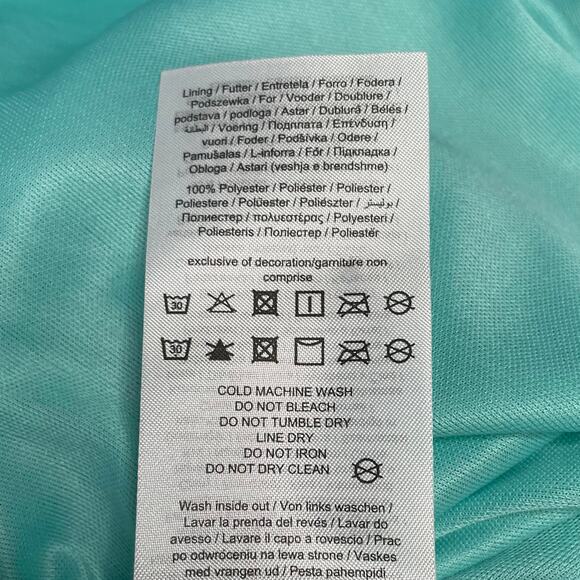 Lining / Futter / Entretela / Forro / Fodera /
Podszewka / For / Vooder / Doublure /
podstava / podloga / Astar / Dublură / Bélés /
البطانة / Voering / Подплата / Επένδυση /
vuori / Foder / Podšívka / Odere /
Pamušalas / L-inforra / Fôr / Підкладка /
Obloga / Astari (veshja e brendshme)
100% Polyester / Poliéster / Poliester /
Poliestere / Polüester / Poliészter / بوليستر /
Полиестер / πολυεστέρας / Polyesteri /
Poliesteris / Поліестер / Poliestër
exclusive of decoration/garniture non
comprise
30
30
COLD MACHINE WASH
DO NOT BLEACH
DO NOT TUMBLE DRY
LINE DRY
DO NOT IRON
DO NOT DRY CLEAN
Wash inside out / Von links waschen /
Lavar la prenda del revés / Lavar do
avesso / Lavare il capo a rovescio / Prac
po odwróceniu na lewa strone / Vaskes
med vrangen ud / Pesta pahempidi